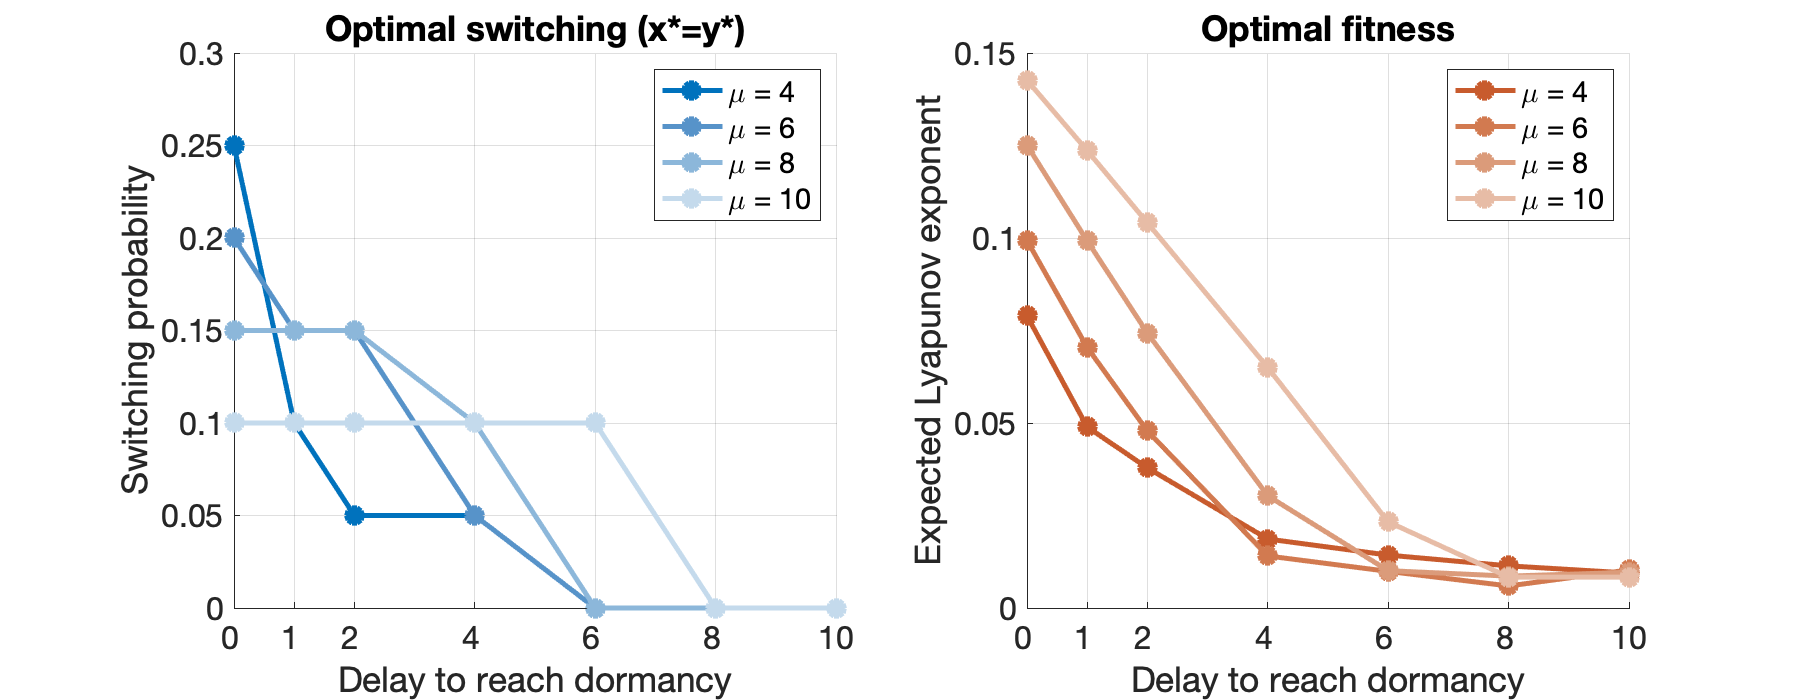 Optimal switching (x*=y*)
0.3
0.25
0.2
0.15
0.1
0.05
0
Switching probability
μ = 4
μ = 6
μ = 8
μ = 10
0 1 2 4 6 8 10
Delay to reach dormancy
Optimal fitness
0.15
0.1
0.05
0
Expected Lyapunov exponent
μ = 4
μ = 6
μ = 8
μ = 10
0 1 2 4 6 8 10
Delay to reach dormancy